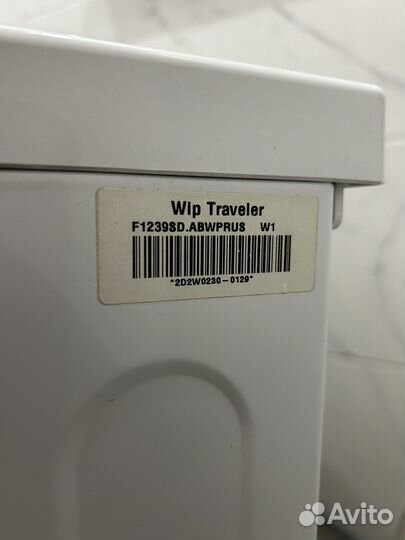 Wip Traveler
F1239SD.ABWPRUS W1
"2D2W0230-0129"
Avito